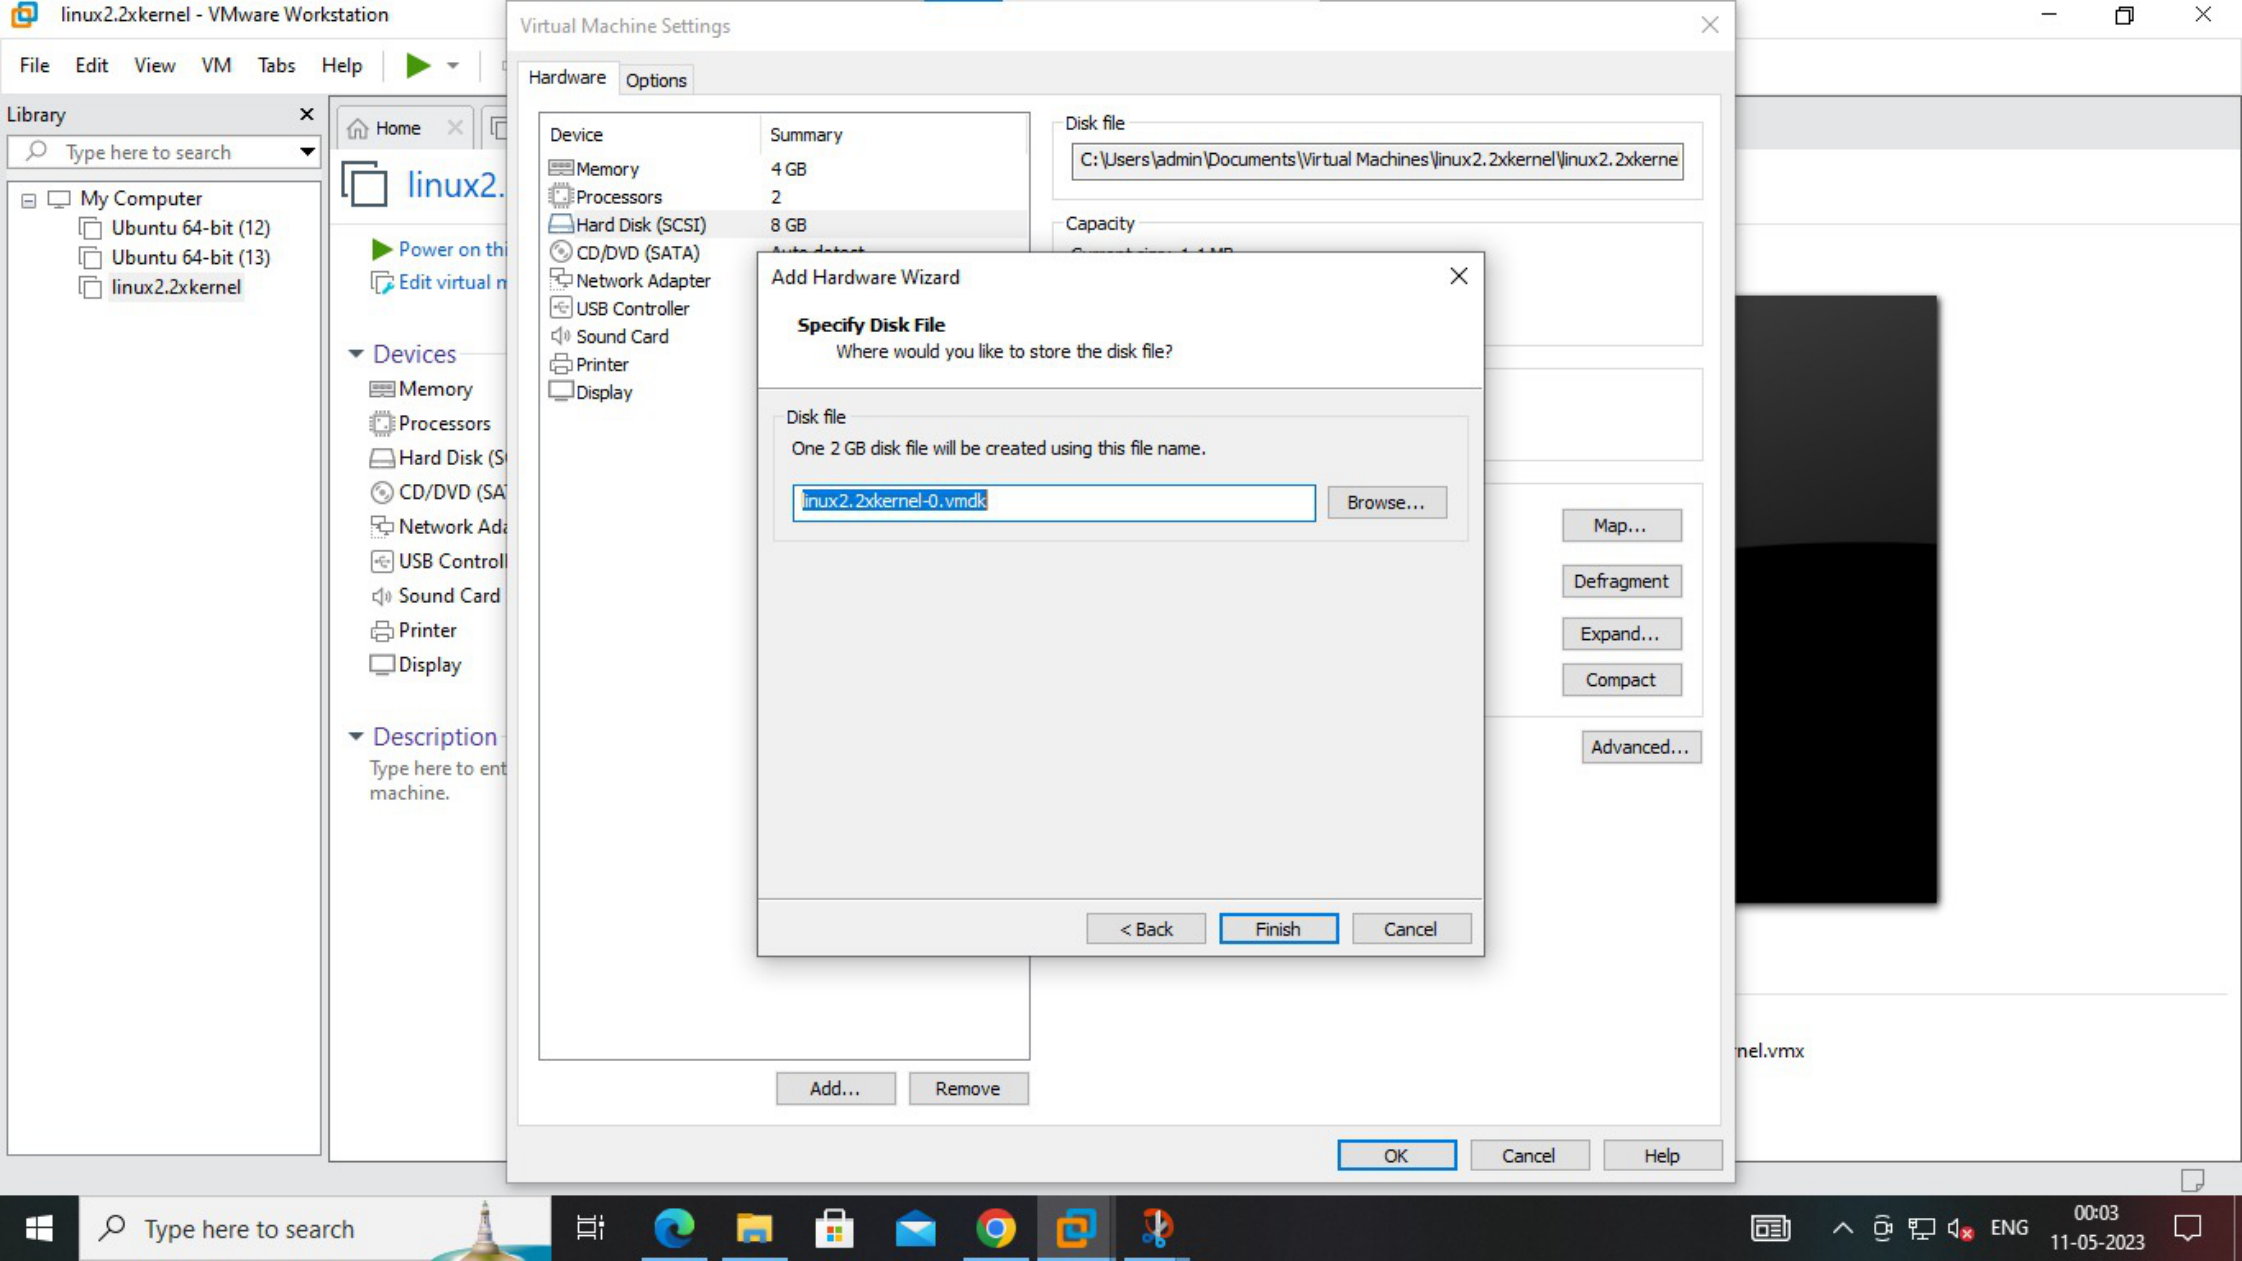 linux2.2xkernel - VMware Workstation
File Edit View VM Tabs Help
Library
Type here to search
My Computer
Ubuntu 64-bit (12)
Ubuntu 64-bit (13)
linux2.2xkernel
Home
linux2.
Power on thi
Edit virtual m
Devices
Memory
Processors
Hard Disk (S
CD/DVD (SA
Network Ada
USB Controll
Sound Card
Printer
Display
Description
Type here to ent
machine.
Virtual Machine Settings
Hardware Options
Device Summary
Memory 4 GB
Processors 2
Hard Disk (SCSI) 8 GB
CD/DVD (SATA) Auto detect
Network Adapter
USB Controller
Sound Card
Printer
Display
Add... Remove
Disk file
C:\Users\admin\Documents\Virtual Machines\linux2.2xkernel\linux2.2xkerne
Capacity
Current size: 1.1 MB
Map...
Defragment
Expand...
Compact
Advanced...
Add Hardware Wizard
Specify Disk File
Where would you like to store the disk file?
Disk file
One 2 GB disk file will be created using this file name.
linux2.2xkernel-0.vmdk Browse...
< Back Finish Cancel
OK Cancel Help
nel.vmx
Type here to search
ENG
00:03
11-05-2023